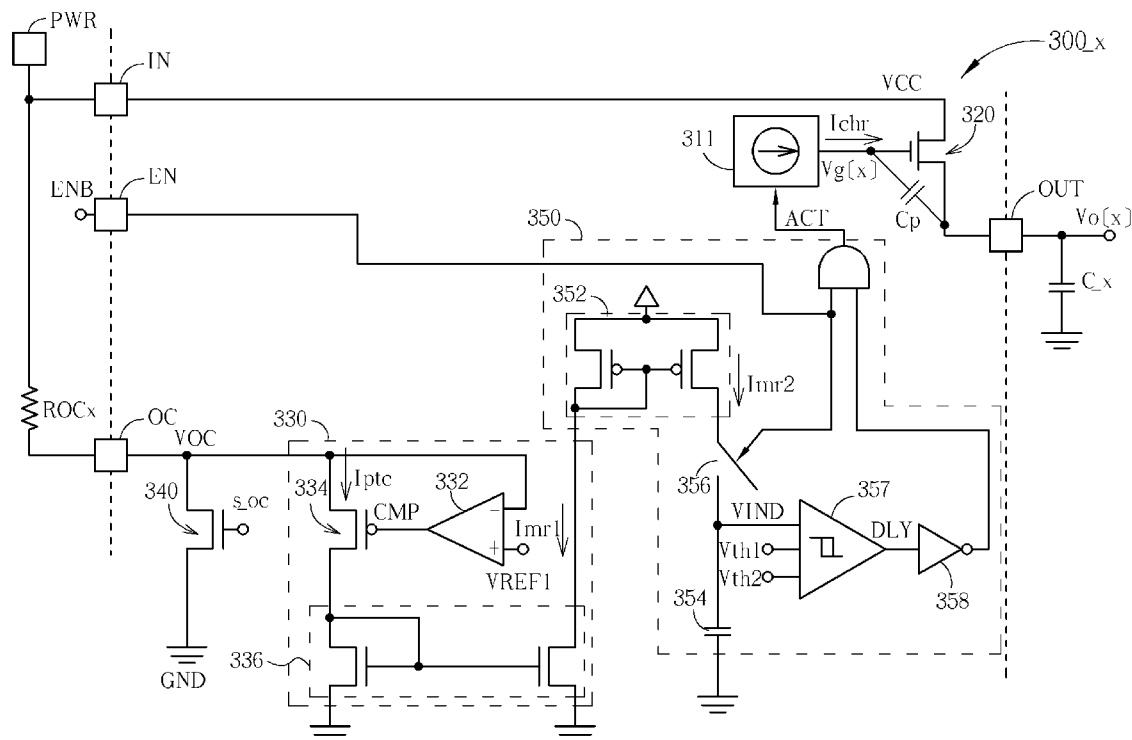 PWR
300_x
IN
VCC
320
Ichr
311
Vg[x]
EN
ENB
OUT
Vo[x]
350
ACT
Cp
C_x
352
Imr2
ROCx
OC
VOC
330
Iptc
332
356
357
340
s_oc
334
CMP
−
+
Imr1
VIND
DLY
Vth1
VREF1
Vth2
354
358
336
GND